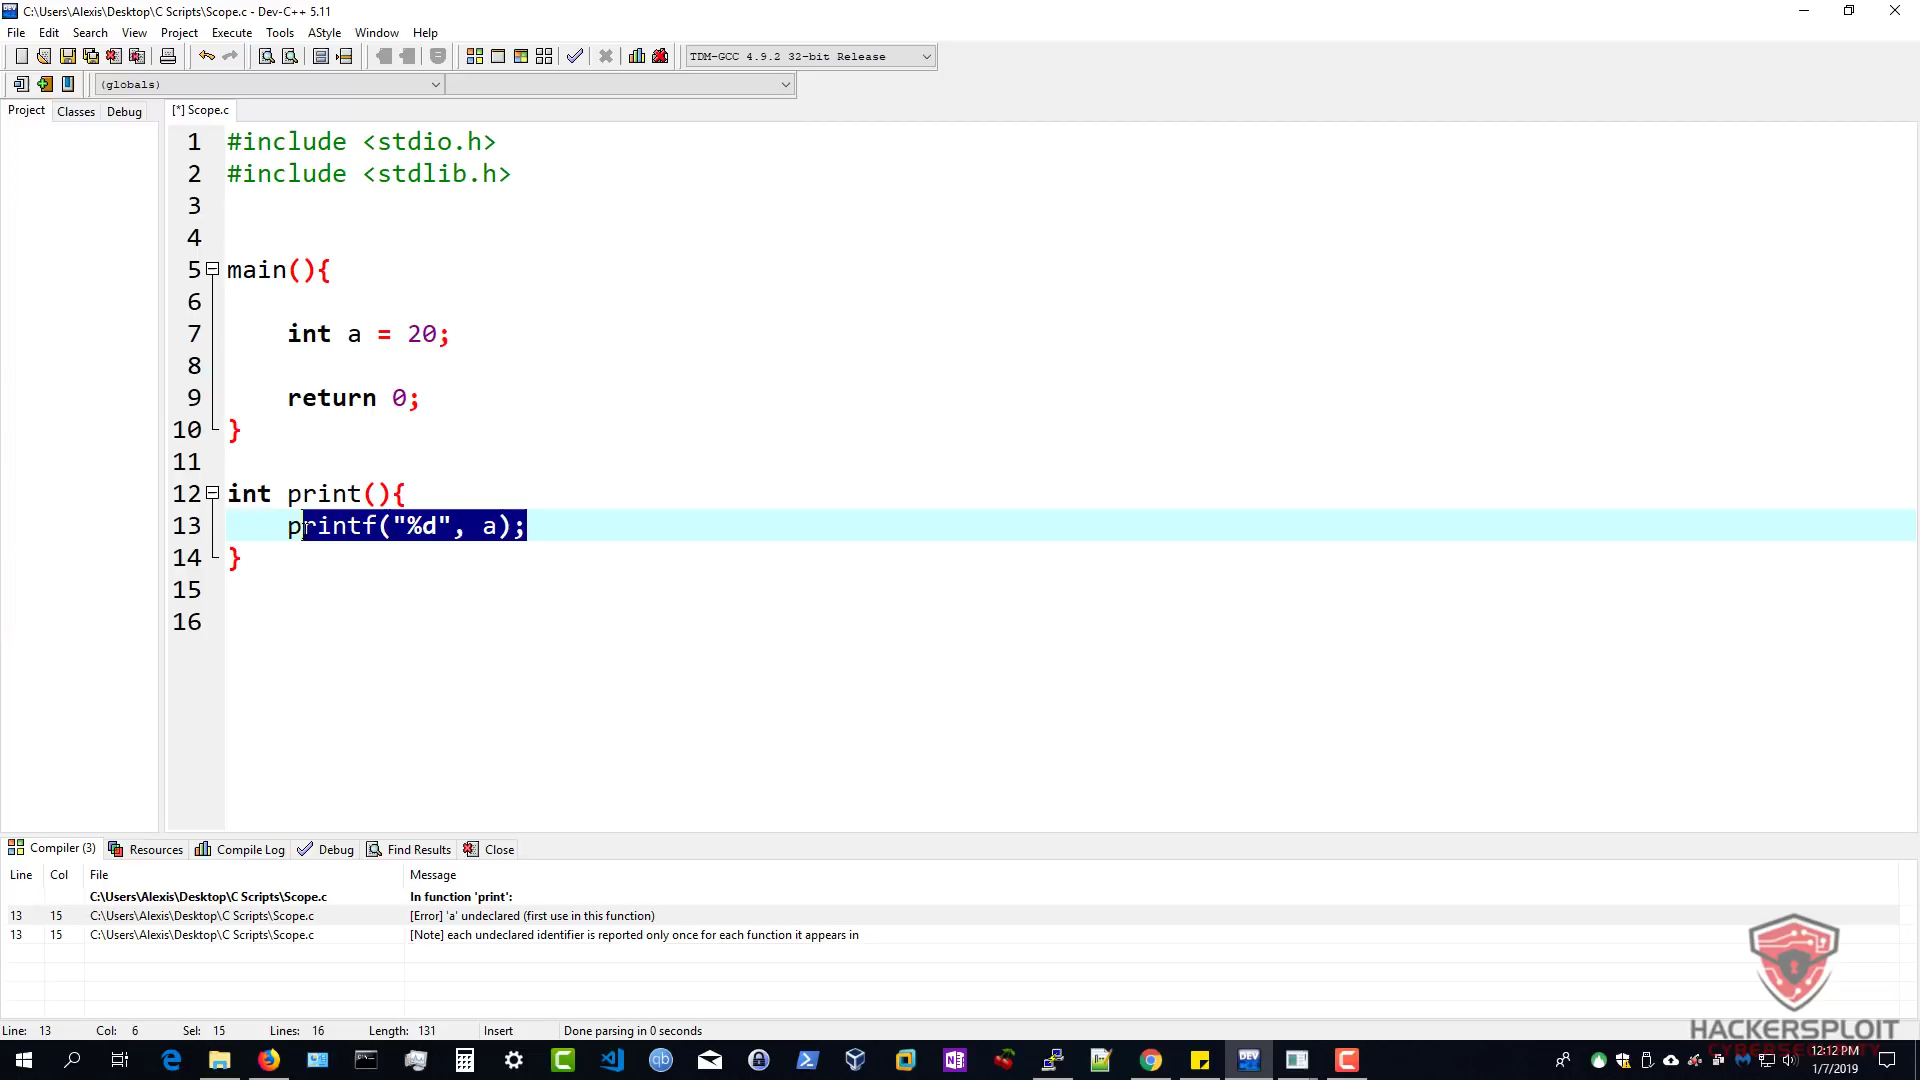 C:\Users\Alexis\Desktop\C Scripts\Scope.c - Dev-C++ 5.11
File Edit Search View Project Execute Tools AStyle Window Help
TDM-GCC 4.9.2 32-bit Release
(globals)
Project Classes Debug [*] Scope.c
1 #include <stdio.h>
2 #include <stdlib.h>
3
4
5 main(){
6
7 int a = 20;
8
9 return 0;
10 }
11
12 int print(){
13 printf("%d", a);
14 }
15
16
Compiler (3) Resources Compile Log Debug Find Results Close
Line Col File Message
C:\Users\Alexis\Desktop\C Scripts\Scope.c In function 'print':
13 15 C:\Users\Alexis\Desktop\C Scripts\Scope.c [Error] 'a' undeclared (first use in this function)
13 15 C:\Users\Alexis\Desktop\C Scripts\Scope.c [Note] each undeclared identifier is reported only once for each function it appears in
Line: 13 Col: 6 Sel: 15 Lines: 16 Length: 131 Insert Done parsing in 0 seconds
HACKERSPLOIT
CYBERSECURITY
12:12 PM
1/7/2019